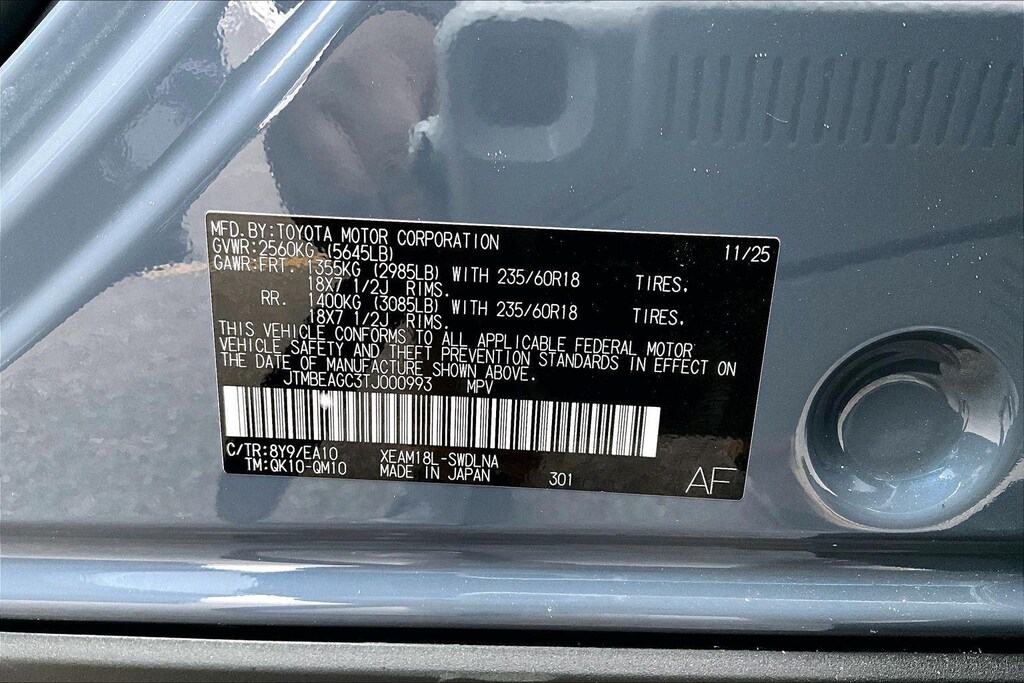 MFD.BY:TOYOTA MOTOR CORPORATION 11/25
GVWR:2560KG (5645LB)
GAWR:FRT. 1355KG (2985LB) WITH 235/60R18 TIRES.
18X7 1/2J RIMS.
RR. 1400KG (3085LB) WITH 235/60R18 TIRES.
18X7 1/2J RIMS.
THIS VEHICLE CONFORMS TO ALL APPLICABLE FEDERAL MOTOR
VEHICLE SAFETY AND THEFT PREVENTION STANDARDS IN EFFECT ON
THE DATE OF MANUFACTURE SHOWN ABOVE.
JTMBEAGC3TJ000993 MPV
C/TR:8Y9/EA10 XEAM18L-SWDLNA
TM:QK10-QM10 MADE IN JAPAN 301 AF